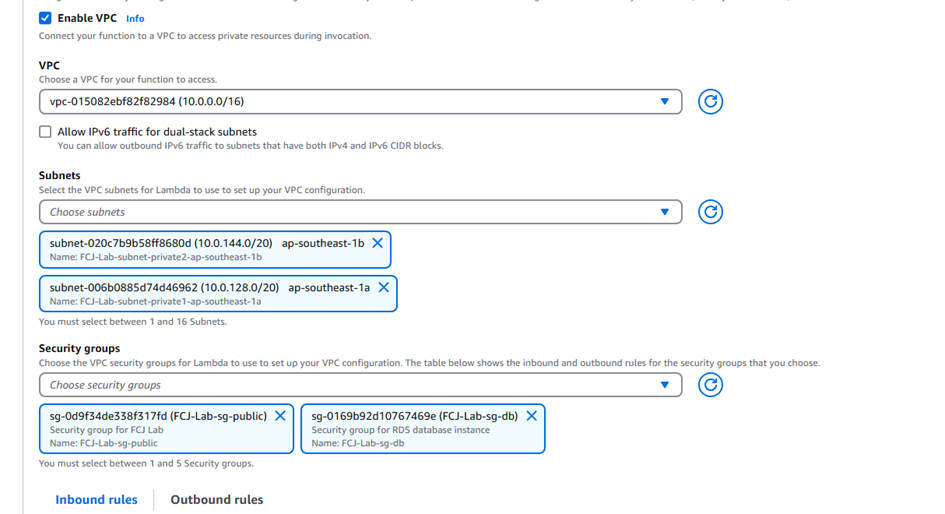 Enable VPC Info
Connect your function to a VPC to access private resources during invocation.
VPC
Choose a VPC for your function to access.
vpc-015082ebf82f82984 (10.0.0.0/16)
Allow IPv6 traffic for dual-stack subnets
You can allow outbound IPv6 traffic to subnets that have both IPv4 and IPv6 CIDR blocks.
Subnets
Select the VPC subnets for Lambda to use to set up your VPC configuration.
Choose subnets
subnet-020c7b9b58ff8680d (10.0.144.0/20) ap-southeast-1b
Name: FCJ-Lab-subnet-private2-ap-southeast-1b
subnet-006b0885d74d46962 (10.0.128.0/20) ap-southeast-1a
Name: FCJ-Lab-subnet-private1-ap-southeast-1a
You must select between 1 and 16 Subnets.
Security groups
Choose the VPC security groups for Lambda to use to set up your VPC configuration. The table below shows the inbound and outbound rules for the security groups that you choose.
Choose security groups
sg-0d9f34de338f317fd (FCJ-Lab-sg-public) sg-0169b92d10767469e (FCJ-Lab-sg-db)
Security group for FCJ Lab Security group for RDS database instance
Name: FCJ-Lab-sg-public Name: FCJ-Lab-sg-db
You must select between 1 and 5 Security groups.
Inbound rules Outbound rules